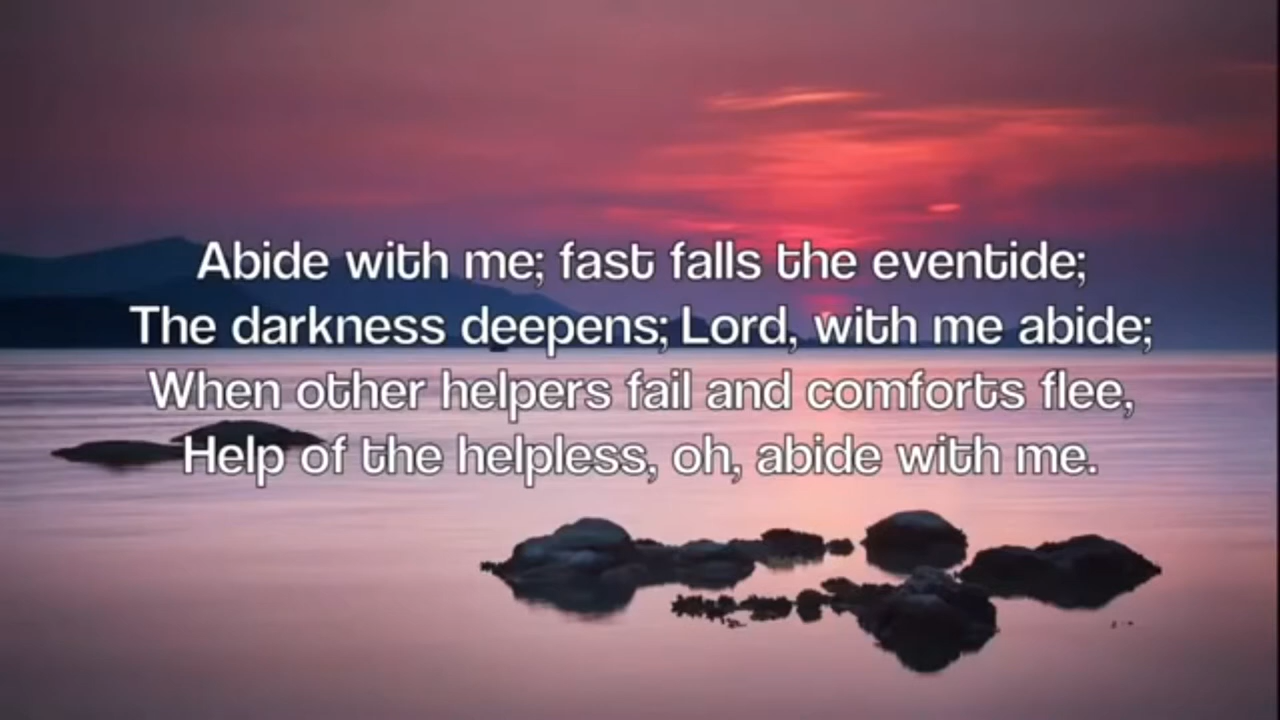 Abide with me; fast falls the eventide;
The darkness deepens; Lord, with me abide;
When other helpers fail and comforts flee,
Help of the helpless, oh, abide with me.